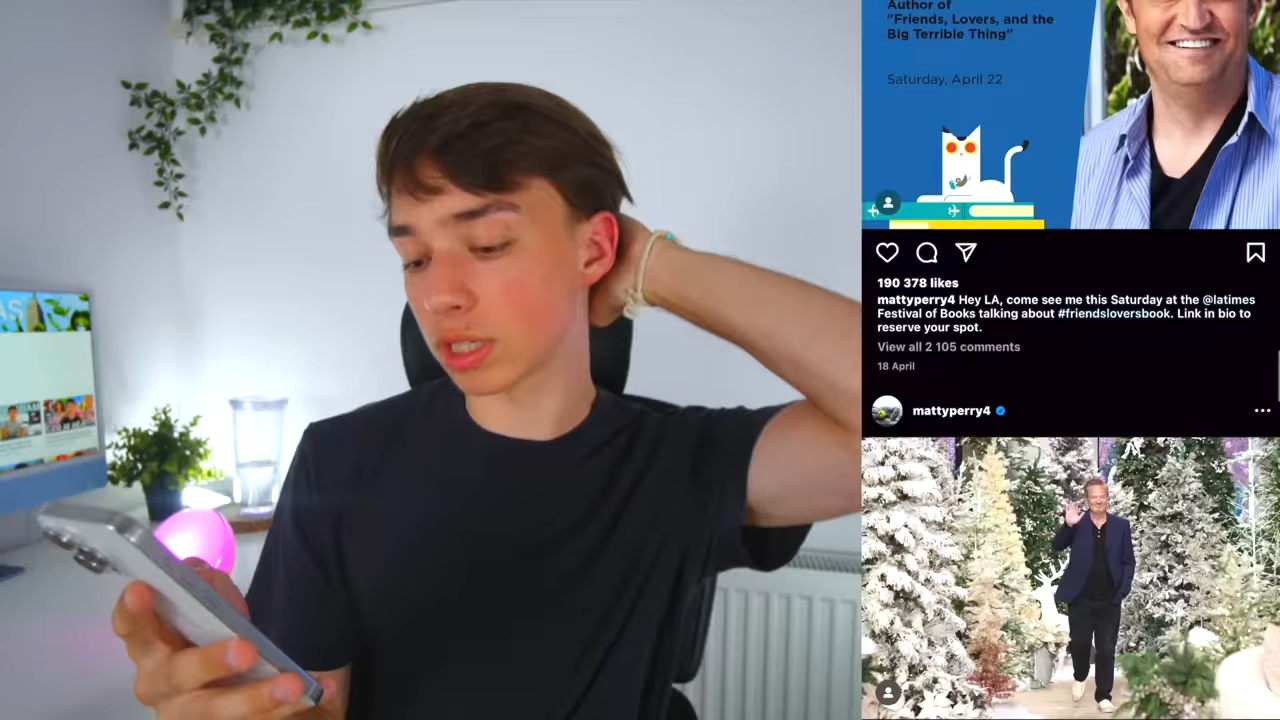 Author of
"Friends, Lovers, and the
Big Terrible Thing"
Saturday, April 22
190 378 likes
mattyperry4 Hey LA, come see me this Saturday at the @latimes
Festival of Books talking about #friendsloversbook. Link in bio to
reserve your spot.
View all 2 105 comments
18 April
mattyperry4